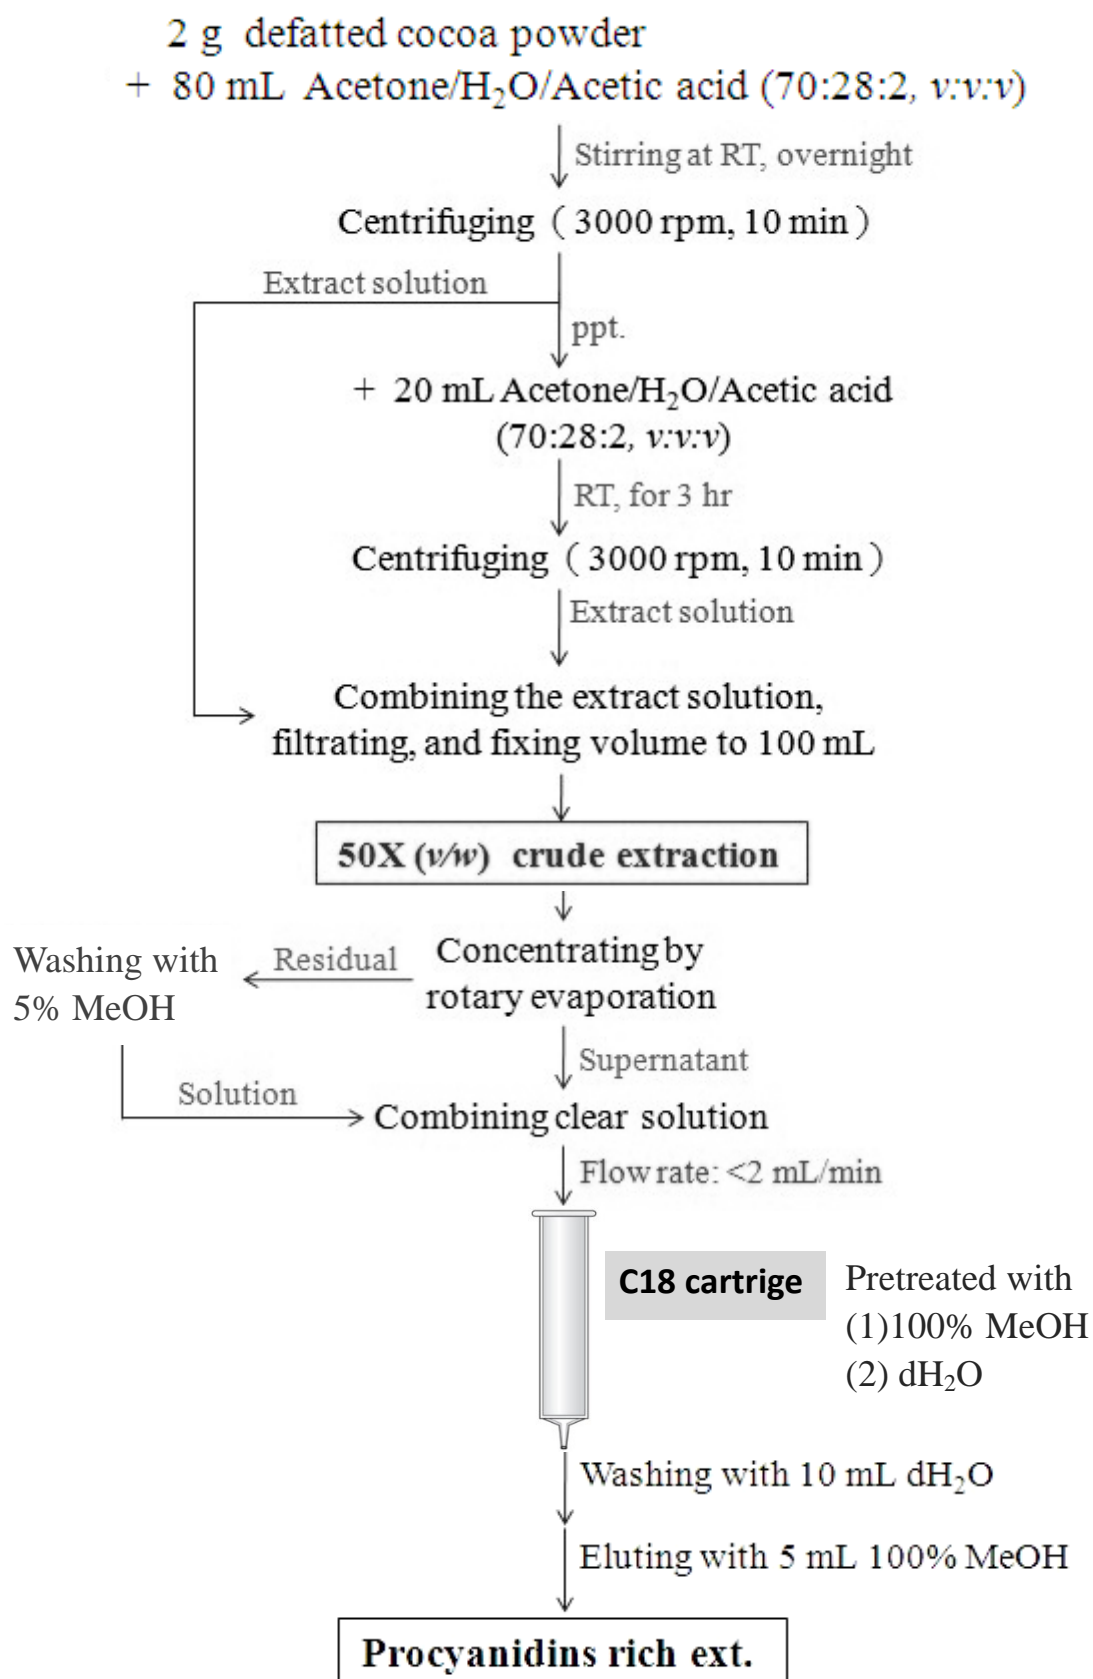 2 g defatted cocoa powder
+ 80 mL Acetone/H₂O/Acetic acid (70:28:2, v:v:v)
Stirring at RT, overnight
Centrifuging ( 3000 rpm, 10 min )
Extract solution
ppt.
+ 20 mL Acetone/H₂O/Acetic acid
(70:28:2, v:v:v)
RT, for 3 hr
Centrifuging ( 3000 rpm, 10 min )
Extract solution
Combining the extract solution,
filtrating, and fixing volume to 100 mL
50X (v/w) crude extraction
Concentrating by
rotary evaporation
Residual
Washing with
5% MeOH
Supernatant
Solution
Combining clear solution
Flow rate: <2 mL/min
C18 cartrige
Pretreated with
(1)100% MeOH
(2) dH₂O
Washing with 10 mL dH₂O
Eluting with 5 mL 100% MeOH
Procyanidins rich ext.